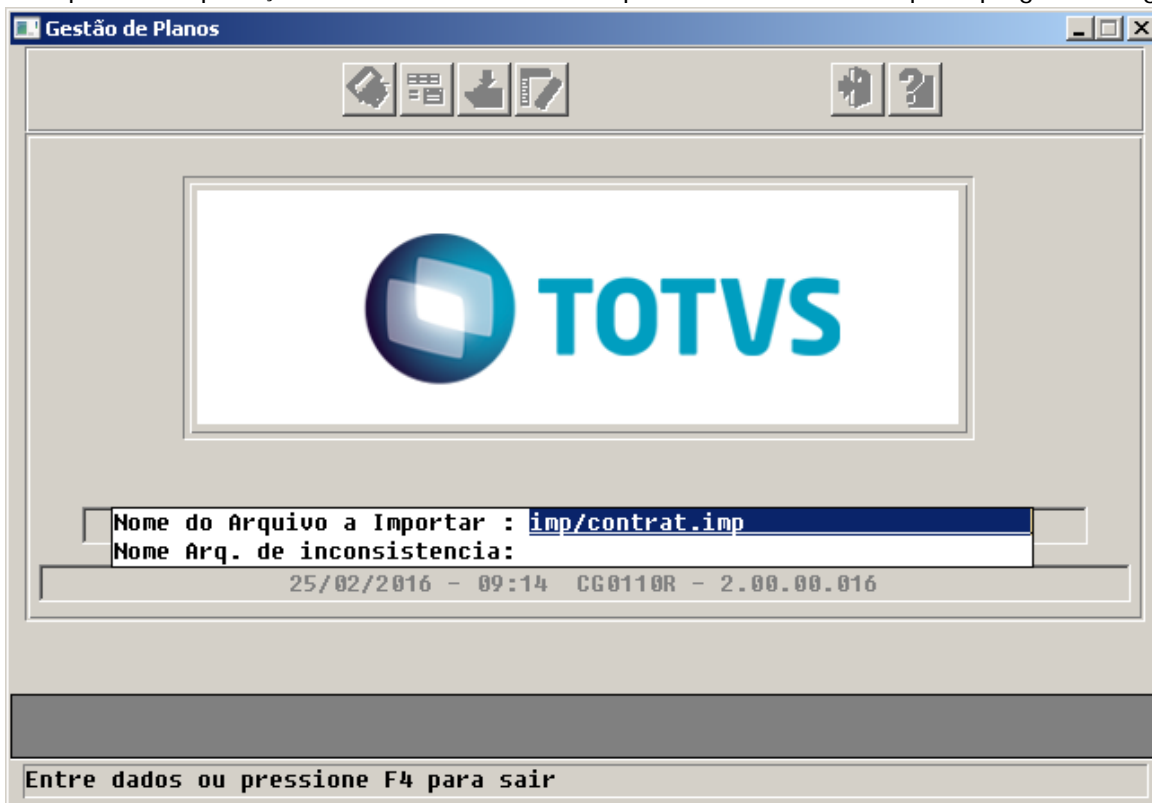 Gestão de Planos
TOTVS
Nome do Arquivo a Importar : imp/contrat.imp
Nome Arq. de inconsistencia:
25/02/2016 - 09:14 CG0110R - 2.00.00.016
Entre dados ou pressione F4 para sair